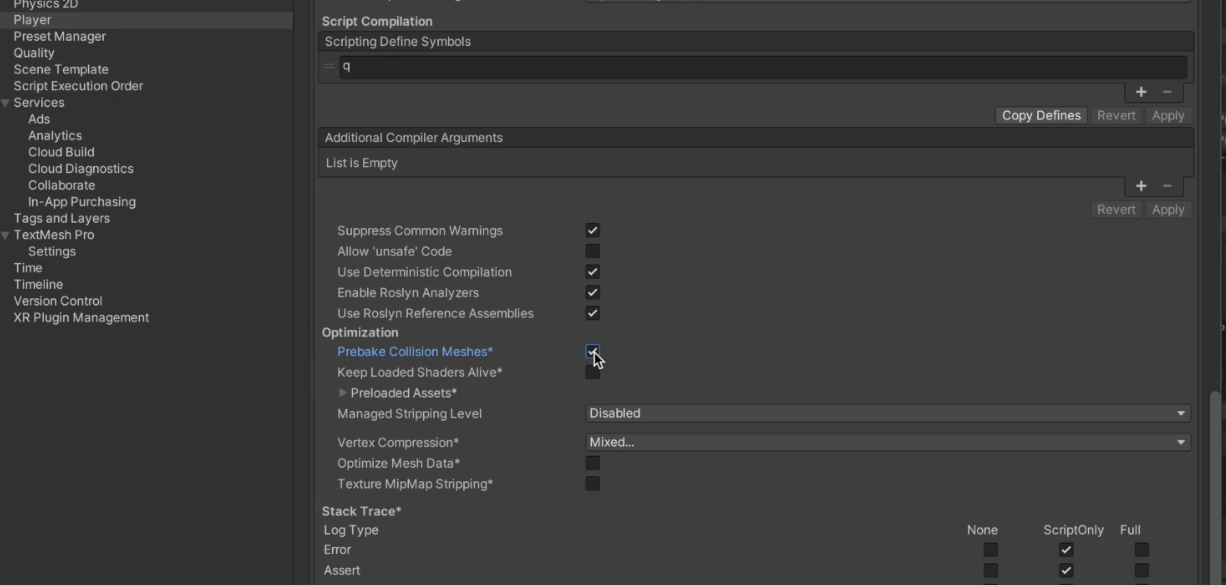 Physics 2D
Player
Preset Manager
Quality
Scene Template
Script Execution Order
Services
Ads
Analytics
Cloud Build
Cloud Diagnostics
Collaborate
In-App Purchasing
Tags and Layers
TextMesh Pro
Settings
Time
Timeline
Version Control
XR Plugin Management
Script Compilation
Scripting Define Symbols
q
+ -
Copy Defines Revert Apply
Additional Compiler Arguments
List is Empty
+ -
Revert Apply
Suppress Common Warnings
Allow 'unsafe' Code
Use Deterministic Compilation
Enable Roslyn Analyzers
Use Roslyn Reference Assemblies
Optimization
Prebake Collision Meshes*
Keep Loaded Shaders Alive*
Preloaded Assets*
Managed Stripping Level Disabled
Vertex Compression* Mixed...
Optimize Mesh Data*
Texture MipMap Stripping*
Stack Trace*
Log Type None ScriptOnly Full
Error
Assert